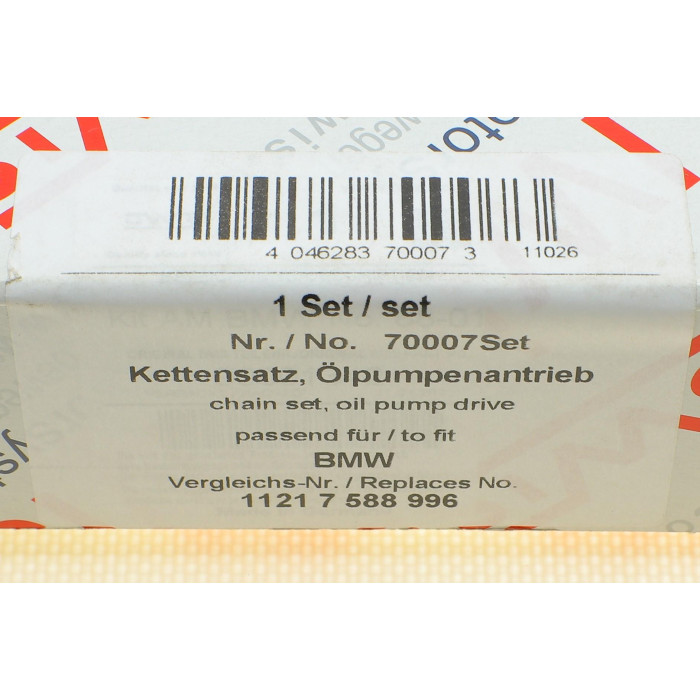 4 046283 70007 3 11026
1 Set / set
Nr. / No. 70007Set
Kettensatz, Ölpumpenantrieb
chain set, oil pump drive
passend für / to fit
BMW
Vergleichs-Nr. / Replaces No.
1121 7 588 996